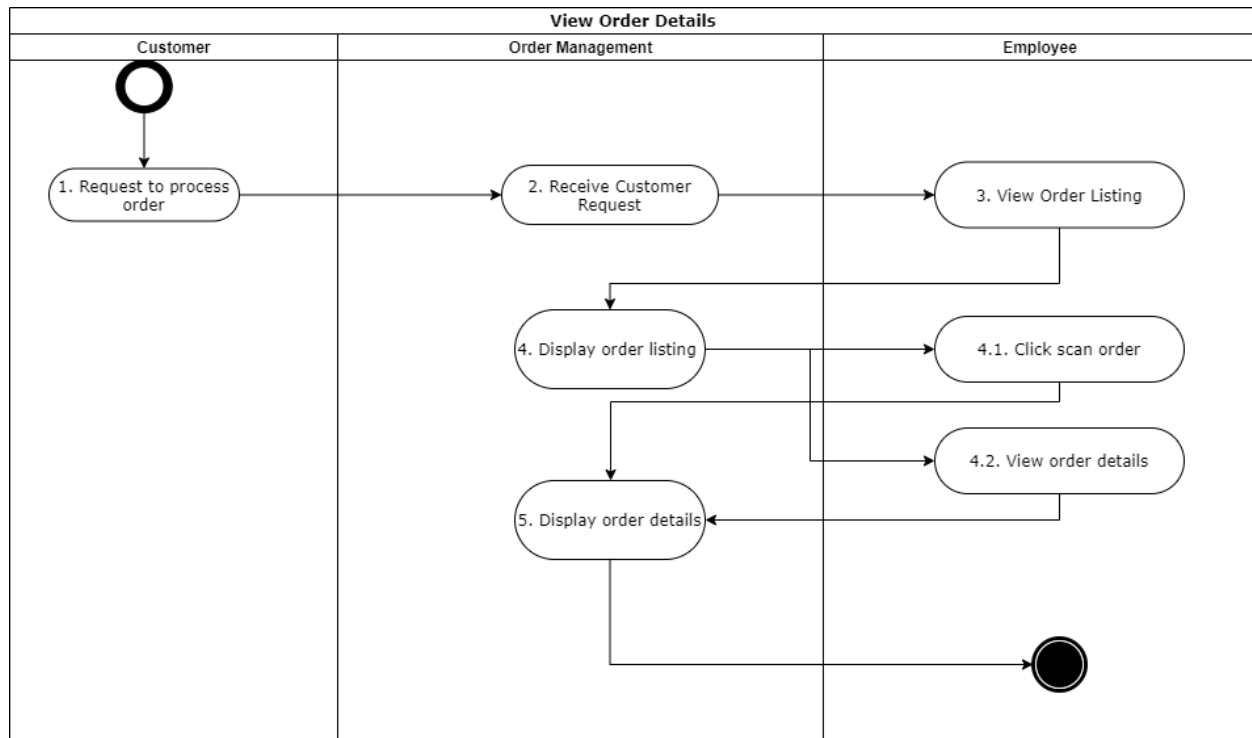 View Order Details
Customer
Order Management
Employee
1. Request to process
order
2. Receive Customer
Request
3. View Order Listing
4. Display order listing
4.1. Click scan order
4.2. View order details
5. Display order details